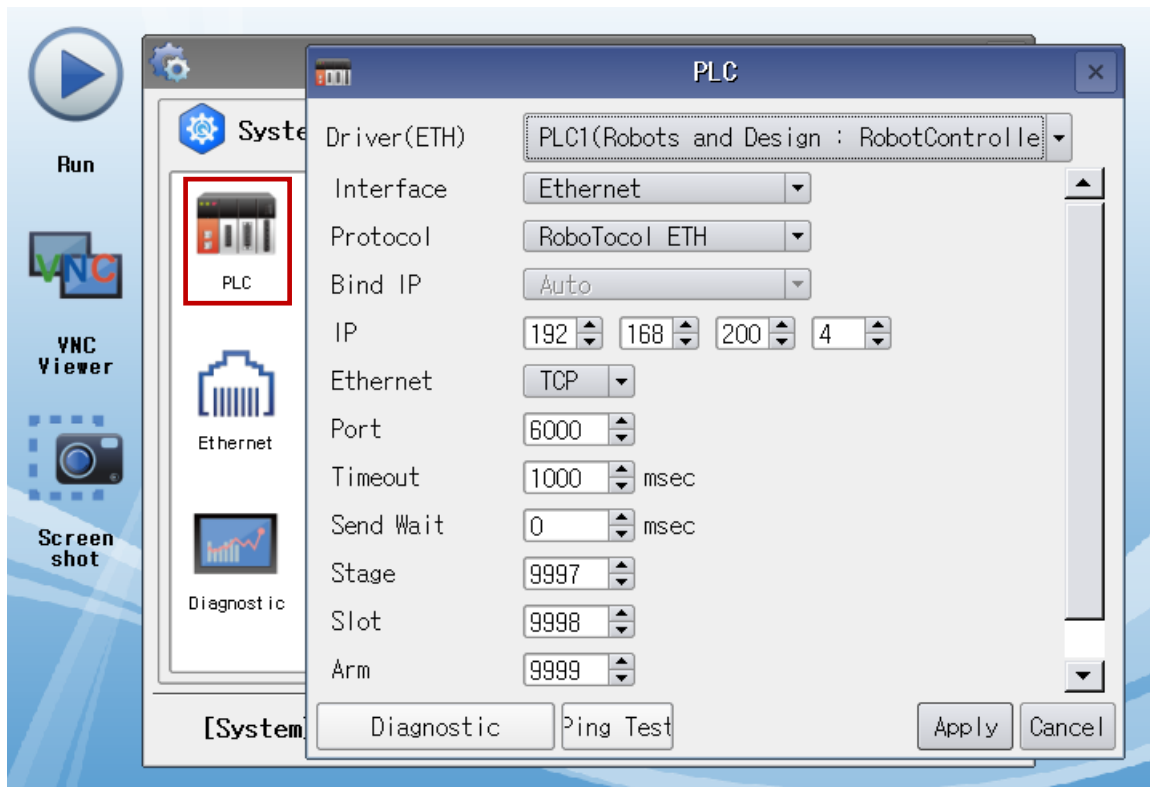 Run
VNC
VNC
Viewer
Screen
shot
Syste
PLC
Ethernet
Diagnostic
[System]
PLC
Driver(ETH) PLC1(Robots and Design : RobotControlle
Interface Ethernet
Protocol RoboTocol ETH
Bind IP Auto
IP 192 168 200 4
Ethernet TCP
Port 6000
Timeout 1000 msec
Send Wait 0 msec
Stage 9997
Slot 9998
Arm 9999
Diagnostic Ping Test Apply Cancel